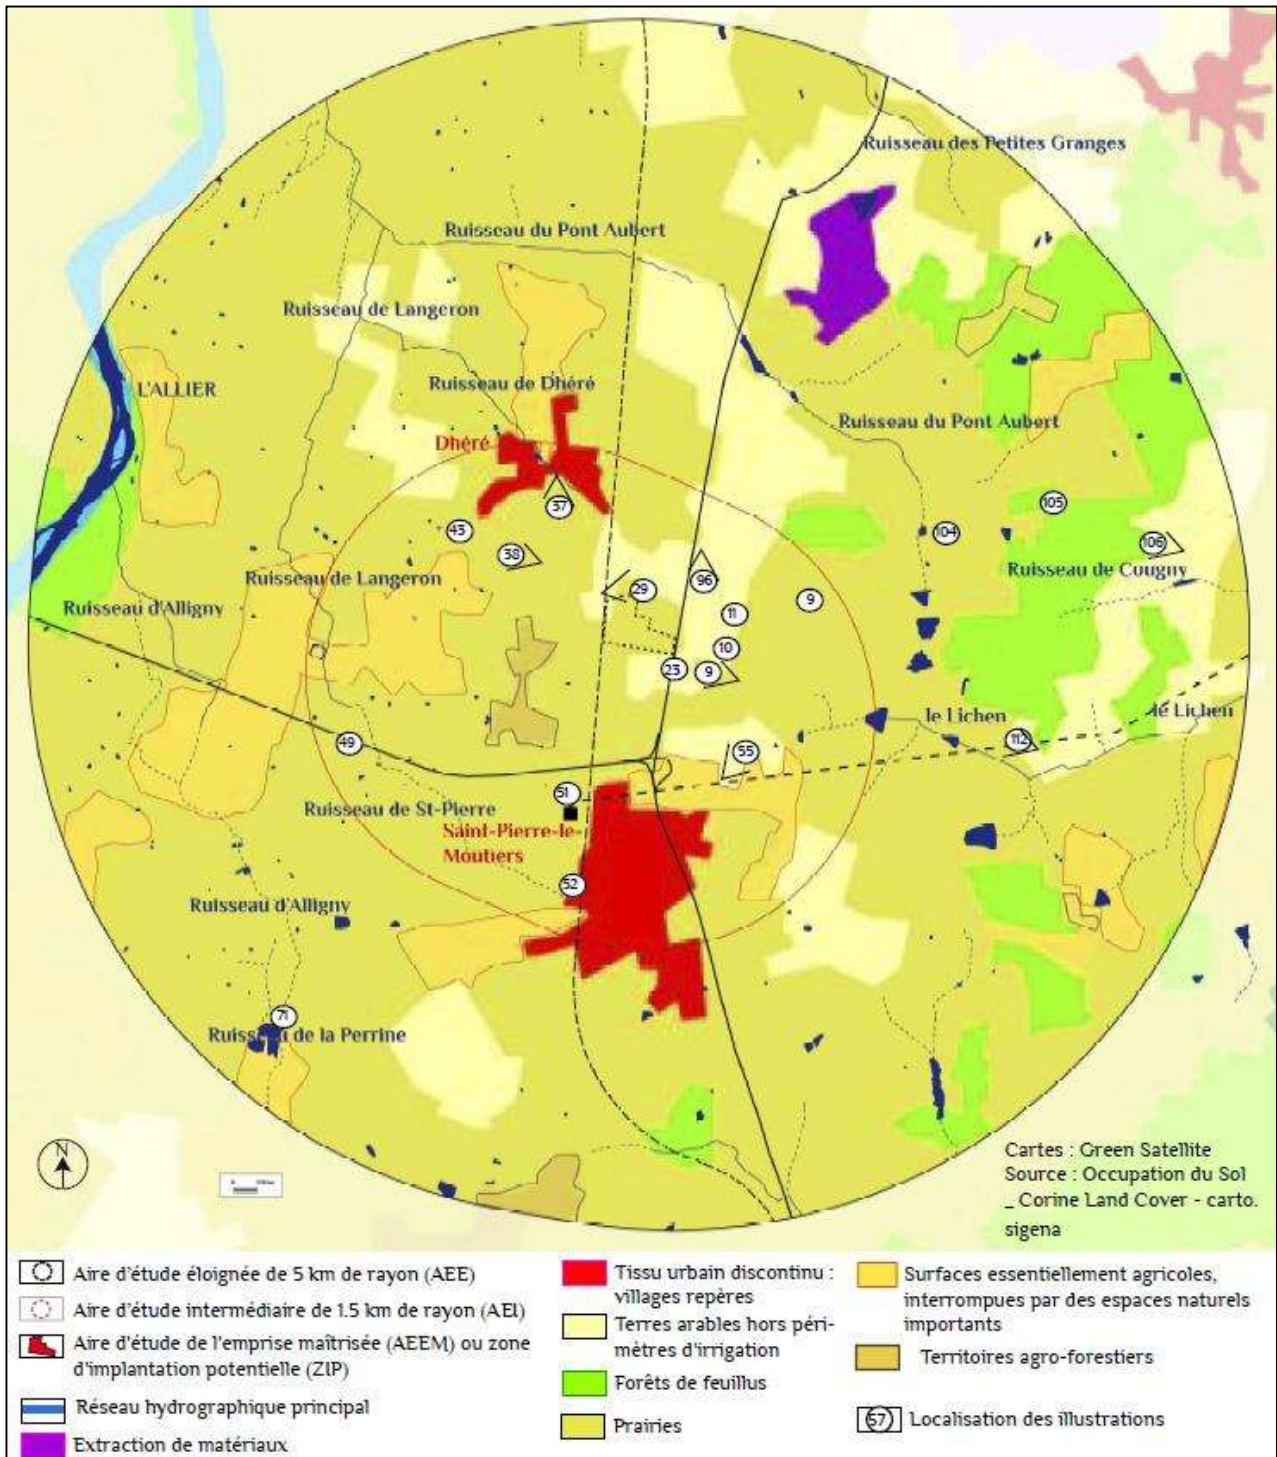 Ruisseau des Petites Granges
Ruisseau du Pont Aubert
Ruisseau de Langeron
L'ALLIER
Ruisseau de Dhéré
Ruisseau du Pont Aubert
Dhéré
105
57
43
104
106
38
Ruisseau de Langeron
Ruisseau de Cougny
29
96
9
Ruisseau d'Alligny
11
10
23
9
le Lichen
le Lichen
49
112
55
51
Ruisseau de St-Pierre
Saint-Pierre-le-
Moutiers
52
Ruisseau d'Alligny
71
Ruisseau de la Perrine
N
Cartes : Green Satellite
Source : Occupation du Sol
_ Corine Land Cover - carto.
sigena
Aire d'étude éloignée de 5 km de rayon (AEE)
Aire d'étude intermédiaire de 1.5 km de rayon (AEI)
Aire d'étude de l'emprise maîtrisée (AEEM) ou zone
d'implantation potentielle (ZIP)
Réseau hydrographique principal
Extraction de matériaux
Tissu urbain discontinu :
villages repères
Terres arables hors péri-
mètres d'irrigation
Forêts de feuillus
Prairies
Surfaces essentiellement agricoles,
interrompues par des espaces naturels
importants
Territoires agro-forestiers
57 Localisation des illustrations